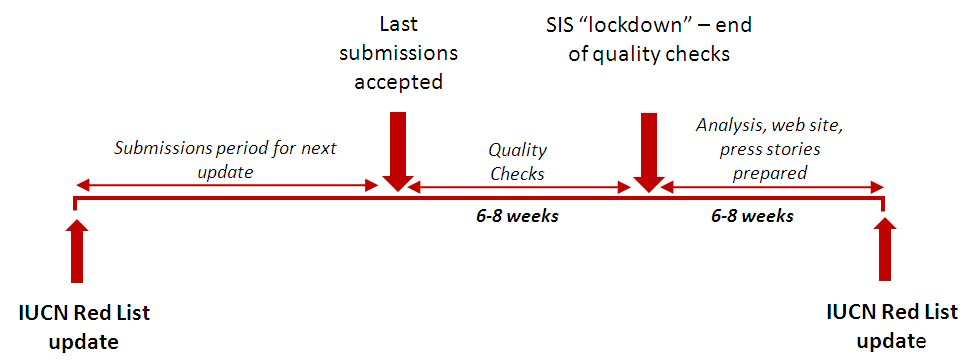 Last
submissions
accepted
SIS “lockdown” – end
of quality checks
Submissions period for next
update
Quality
Checks
Analysis, web site,
press stories
prepared
6-8 weeks
6-8 weeks
IUCN Red List
update
IUCN Red List
update